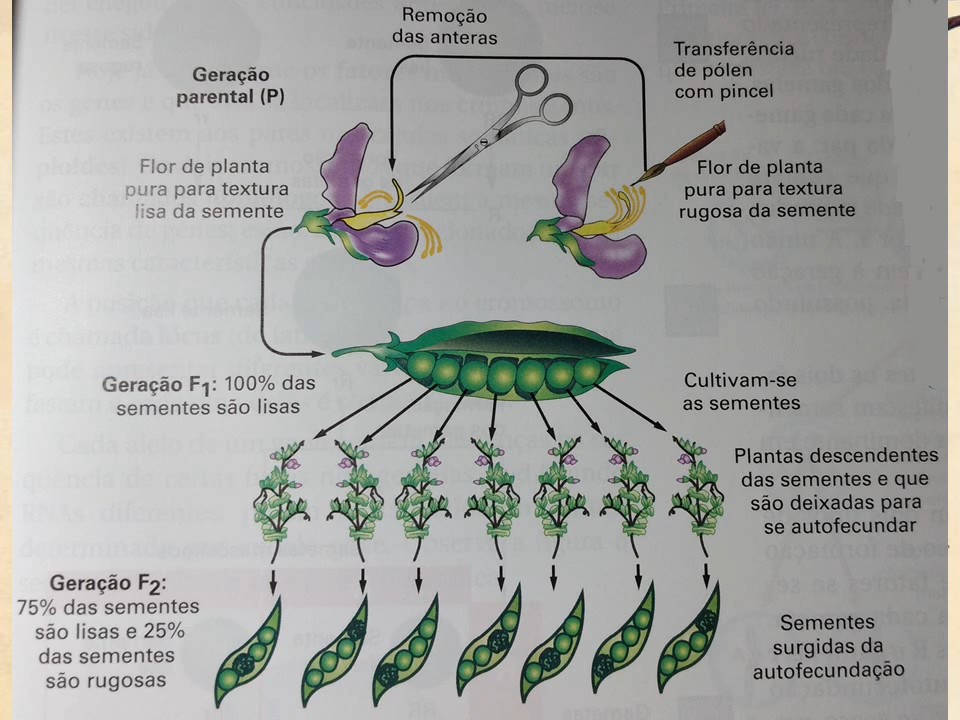 Remoção
das anteras
Transferência
de pólen
com pincel
Geração
parental (P)
Flor de planta
pura para textura
lisa da semente
Flor de planta
pura para textura
rugosa da semente
Geração F₁: 100% das
sementes são lisas
Cultivam-se
as sementes
Plantas descendentes
das sementes e que
são deixadas para
se autofecundar
Geração F₂:
75% das sementes
são lisas e 25%
das sementes
são rugosas
Sementes
surgidas da
autofecundação